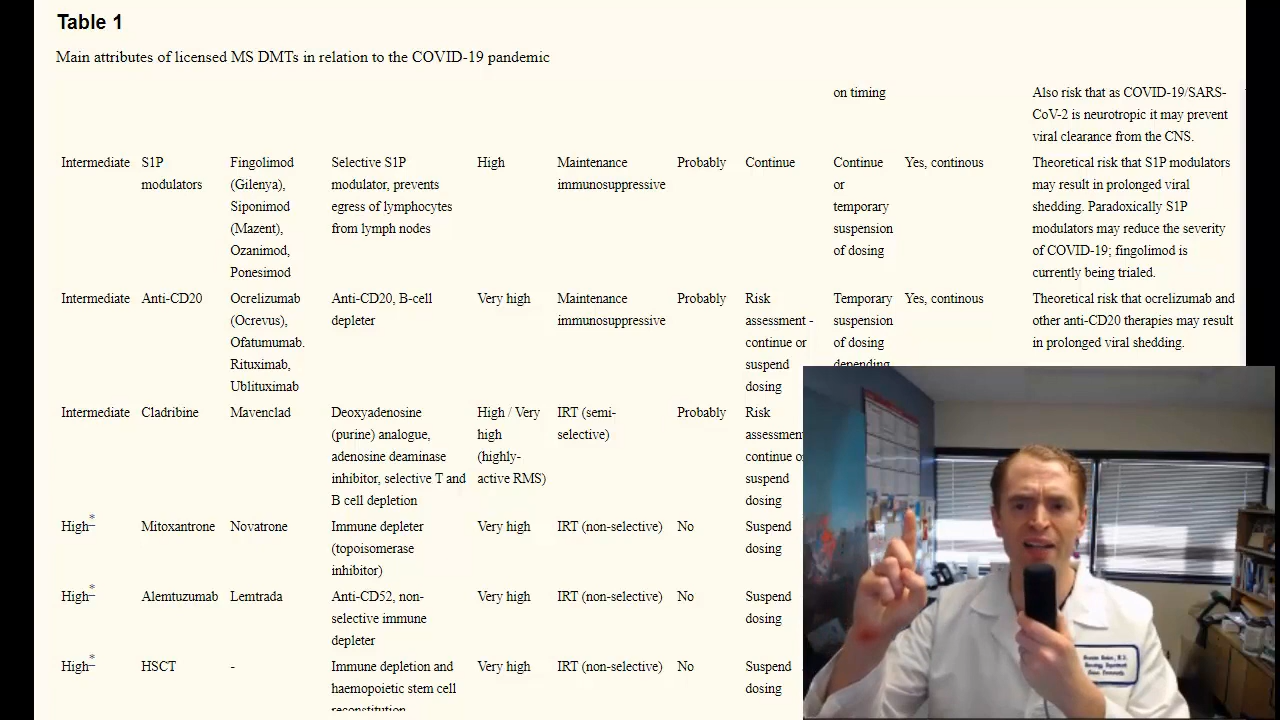 Table 1
Main attributes of licensed MS DMTs in relation to the COVID-19 pandemic
on timing
Also risk that as COVID-19/SARS-
CoV-2 is neurotropic it may prevent
viral clearance from the CNS.
Intermediate
S1P
modulators
Fingolimod
(Gilenya),
Siponimod
(Mazent),
Ozanimod,
Ponesimod
Selective S1P
modulator, prevents
egress of lymphocytes
from lymph nodes
High
Maintenance
immunosuppressive
Probably
Continue
Continue
or
temporary
suspension
of dosing
Yes, continous
Theoretical risk that S1P modulators
may result in prolonged viral
shedding. Paradoxically S1P
modulators may reduce the severity
of COVID-19; fingolimod is
currently being trialed.
Intermediate
Anti-CD20
Ocrelizumab
(Ocrevus),
Ofatumumab.
Rituximab,
Ublituximab
Anti-CD20, B-cell
depleter
Very high
Maintenance
immunosuppressive
Probably
Risk
assessment -
continue or
suspend
dosing
Temporary
suspension
of dosing
depending
Yes, continous
Theoretical risk that ocrelizumab and
other anti-CD20 therapies may result
in prolonged viral shedding.
Intermediate
Cladribine
Mavenclad
Deoxyadenosine
(purine) analogue,
adenosine deaminase
inhibitor, selective T and
B cell depletion
High / Very
high
(highly-
active RMS)
IRT (semi-
selective)
Probably
Risk
assessment
continue o
suspend
dosing
High*
Mitoxantrone
Novatrone
Immune depleter
(topoisomerase
inhibitor)
Very high
IRT (non-selective)
No
Suspend
dosing
High*
Alemtuzumab
Lemtrada
Anti-CD52, non-
selective immune
depleter
Very high
IRT (non-selective)
No
Suspend
dosing
High*
HSCT
-
Immune depletion and
haemopoietic stem cell
reconstitution
Very high
IRT (non-selective)
No
Suspend
dosing